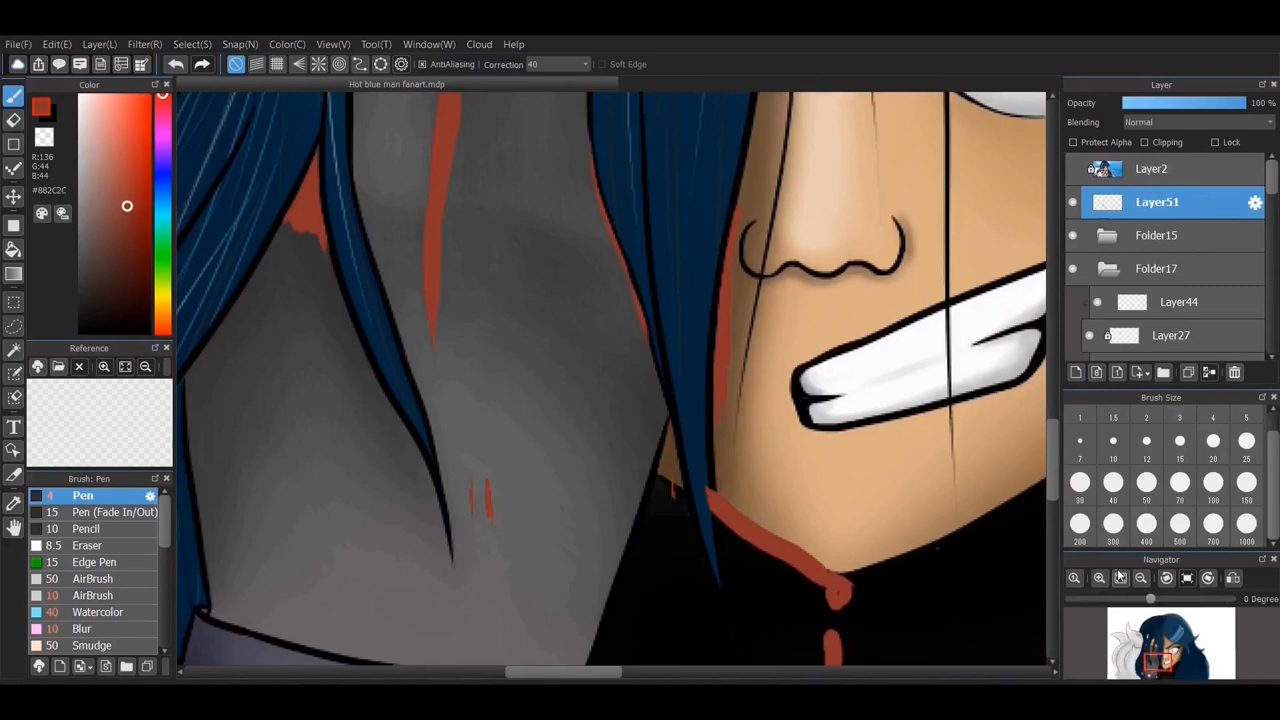 File(F) Edit(E) Layer(L) Filter(R) Select(S) Snap(N) Color(C) View(V) Tool(T) Window(W) Cloud Help
AntiAliasing Correction 40 Soft Edge
Color
Hot blue man fanart.mdp
Layer
Opacity 100 %
Blending Normal
Protect Alpha Clipping Lock
R:136
G:44
B:44
#882C2C
Layer2
Layer51
Folder15
Folder17
Layer44
Layer27
Reference
Brush Size
1 1.5 2 3 4 5
7 10 12 15 20 25
30 40 50 70 100 150
200 300 400 500 700 1000
Brush: Pen
4 Pen
15 Pen (Fade In/Out)
10 Pencil
8.5 Eraser
15 Edge Pen
50 AirBrush
10 AirBrush
40 Watercolor
10 Blur
50 Smudge
Navigator
0 Degree